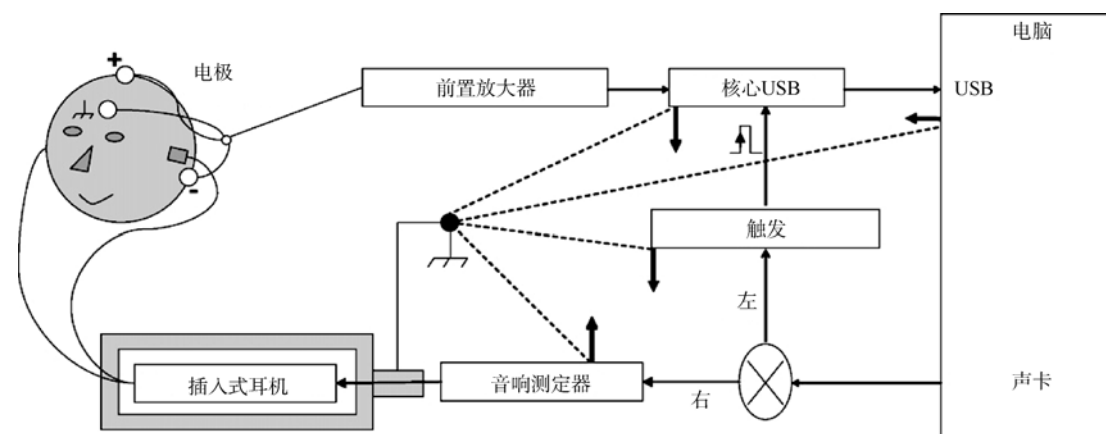 电脑
+
电极
前置放大器
核心USB
USB
-
触发
左
插入式耳机
音响测定器
右
声卡